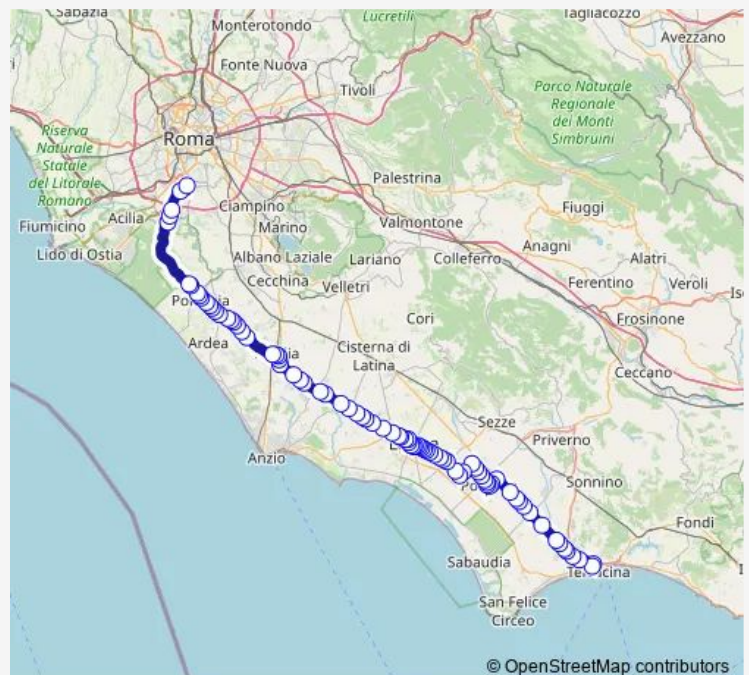 Sabazia
Monterotondo
Lucretili
Tagliacozzo
Fonte Nuova
Avezzano
Tivoli
Parco Naturale
Regionale
dei Monti
Simbruini
Riserva
Naturale
Statale
del Litorale
Romano
Roma
Palestrina
Fiuggi
Fiumicino
Acilia
Ciampino
Marino
Valmontone
Lido di Ostia
Albano Laziale
Lariano
Colleferro
Anagni
Alatri
Cecchina
Velletri
Ferentino
Veroli
Frosinone
Cori
Ardea
Cisterna di
Latina
Ceccano
Sezze
Priverno
Anzio
Sonnino
Fondi
Sabaudia
San Felice
Circeo
© OpenStreetMap contributors